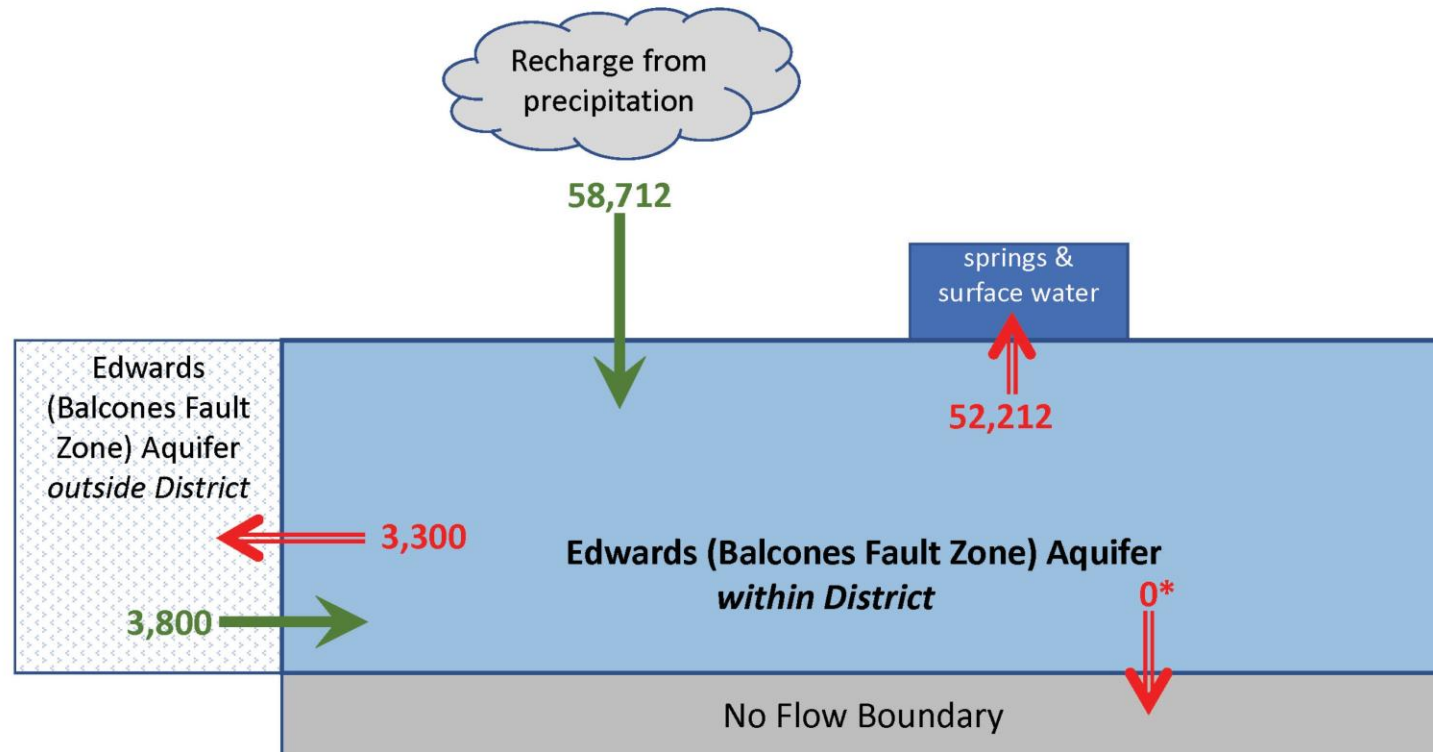 Recharge from
precipitation
58,712
springs &
surface water
52,212
Edwards
(Balcones Fault
Zone) Aquifer
outside District
3,300
3,800
Edwards (Balcones Fault Zone) Aquifer
within District
0*
No Flow Boundary